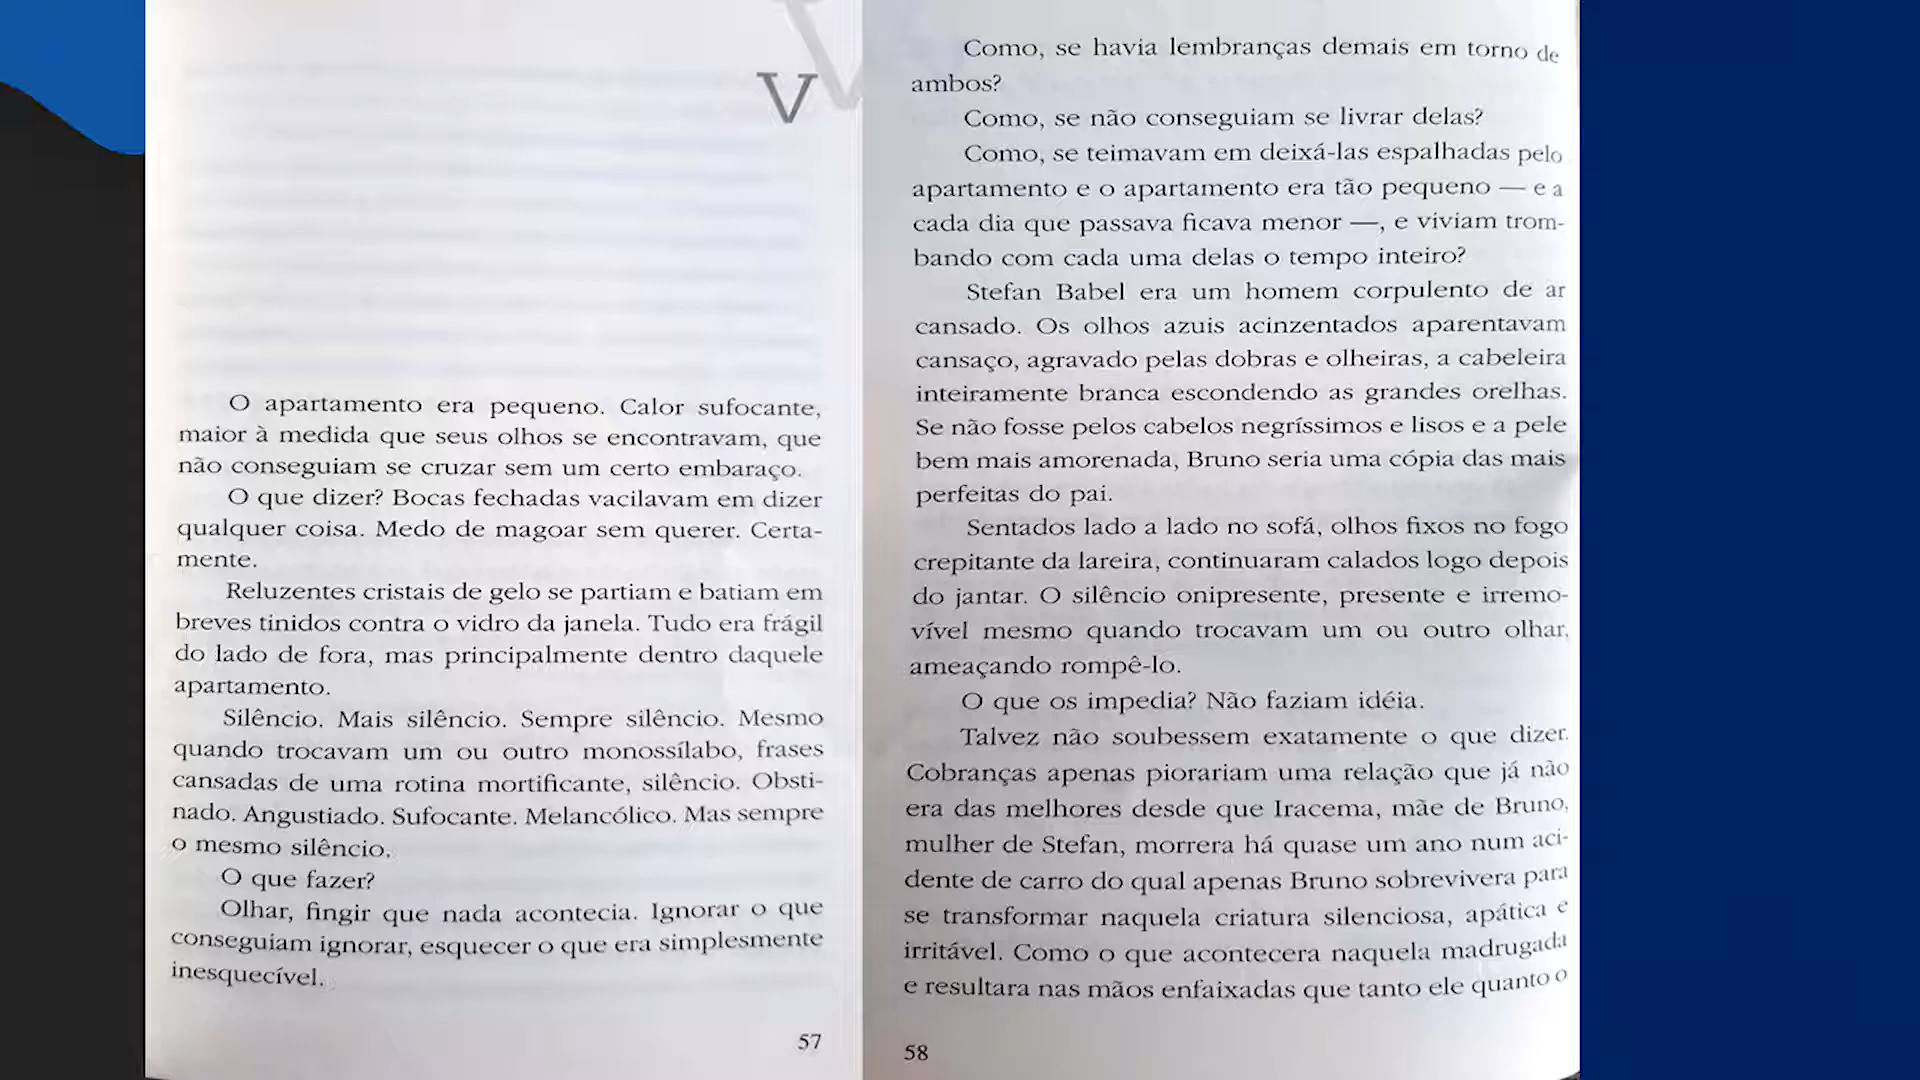 V
O apartamento era pequeno. Calor sufocante,
maior à medida que seus olhos se encontravam, que
não conseguiam se cruzar sem um certo embaraço.
O que dizer? Bocas fechadas vacilavam em dizer
qualquer coisa. Medo de magoar sem querer. Certa-
mente.
Reluzentes cristais de gelo se partiam e batiam em
breves tinidos contra o vidro da janela. Tudo era frágil
do lado de fora, mas principalmente dentro daquele
apartamento.
Silêncio. Mais silêncio. Sempre silêncio. Mesmo
quando trocavam um ou outro monossílabo, frases
cansadas de uma rotina mortificante, silêncio. Obsti-
nado. Angustiado. Sufocante. Melancólico. Mas sempre
o mesmo silêncio.
O que fazer?
Olhar, fingir que nada acontecia. Ignorar o que
conseguiam ignorar, esquecer o que era simplesmente
inesquecível.
57
Como, se havia lembranças demais em torno de
ambos?
Como, se não conseguiam se livrar delas?
Como, se teimavam em deixá-las espalhadas pelo
apartamento e o apartamento era tão pequeno — e a
cada dia que passava ficava menor —, e viviam trom-
bando com cada uma delas o tempo inteiro?
Stefan Babel era um homem corpulento de ar
cansado. Os olhos azuis acinzentados aparentavam
cansaço, agravado pelas dobras e olheiras, a cabeleira
inteiramente branca escondendo as grandes orelhas.
Se não fosse pelos cabelos negríssimos e lisos e a pele
bem mais amorenada, Bruno seria uma cópia das mais
perfeitas do pai.
Sentados lado a lado no sofá, olhos fixos no fogo
crepitante da lareira, continuaram calados logo depois
do jantar. O silêncio onipresente, presente e irremo-
vível mesmo quando trocavam um ou outro olhar,
ameaçando rompê-lo.
O que os impedia? Não faziam idéia.
Talvez não soubessem exatamente o que dizer.
Cobranças apenas piorariam uma relação que já não
era das melhores desde que Iracema, mãe de Bruno,
mulher de Stefan, morrera há quase um ano num aci-
dente de carro do qual apenas Bruno sobrevivera para
se transformar naquela criatura silenciosa, apática e
irritável. Como o que acontecera naquela madrugada
e resultara nas mãos enfaixadas que tanto ele quanto o
58